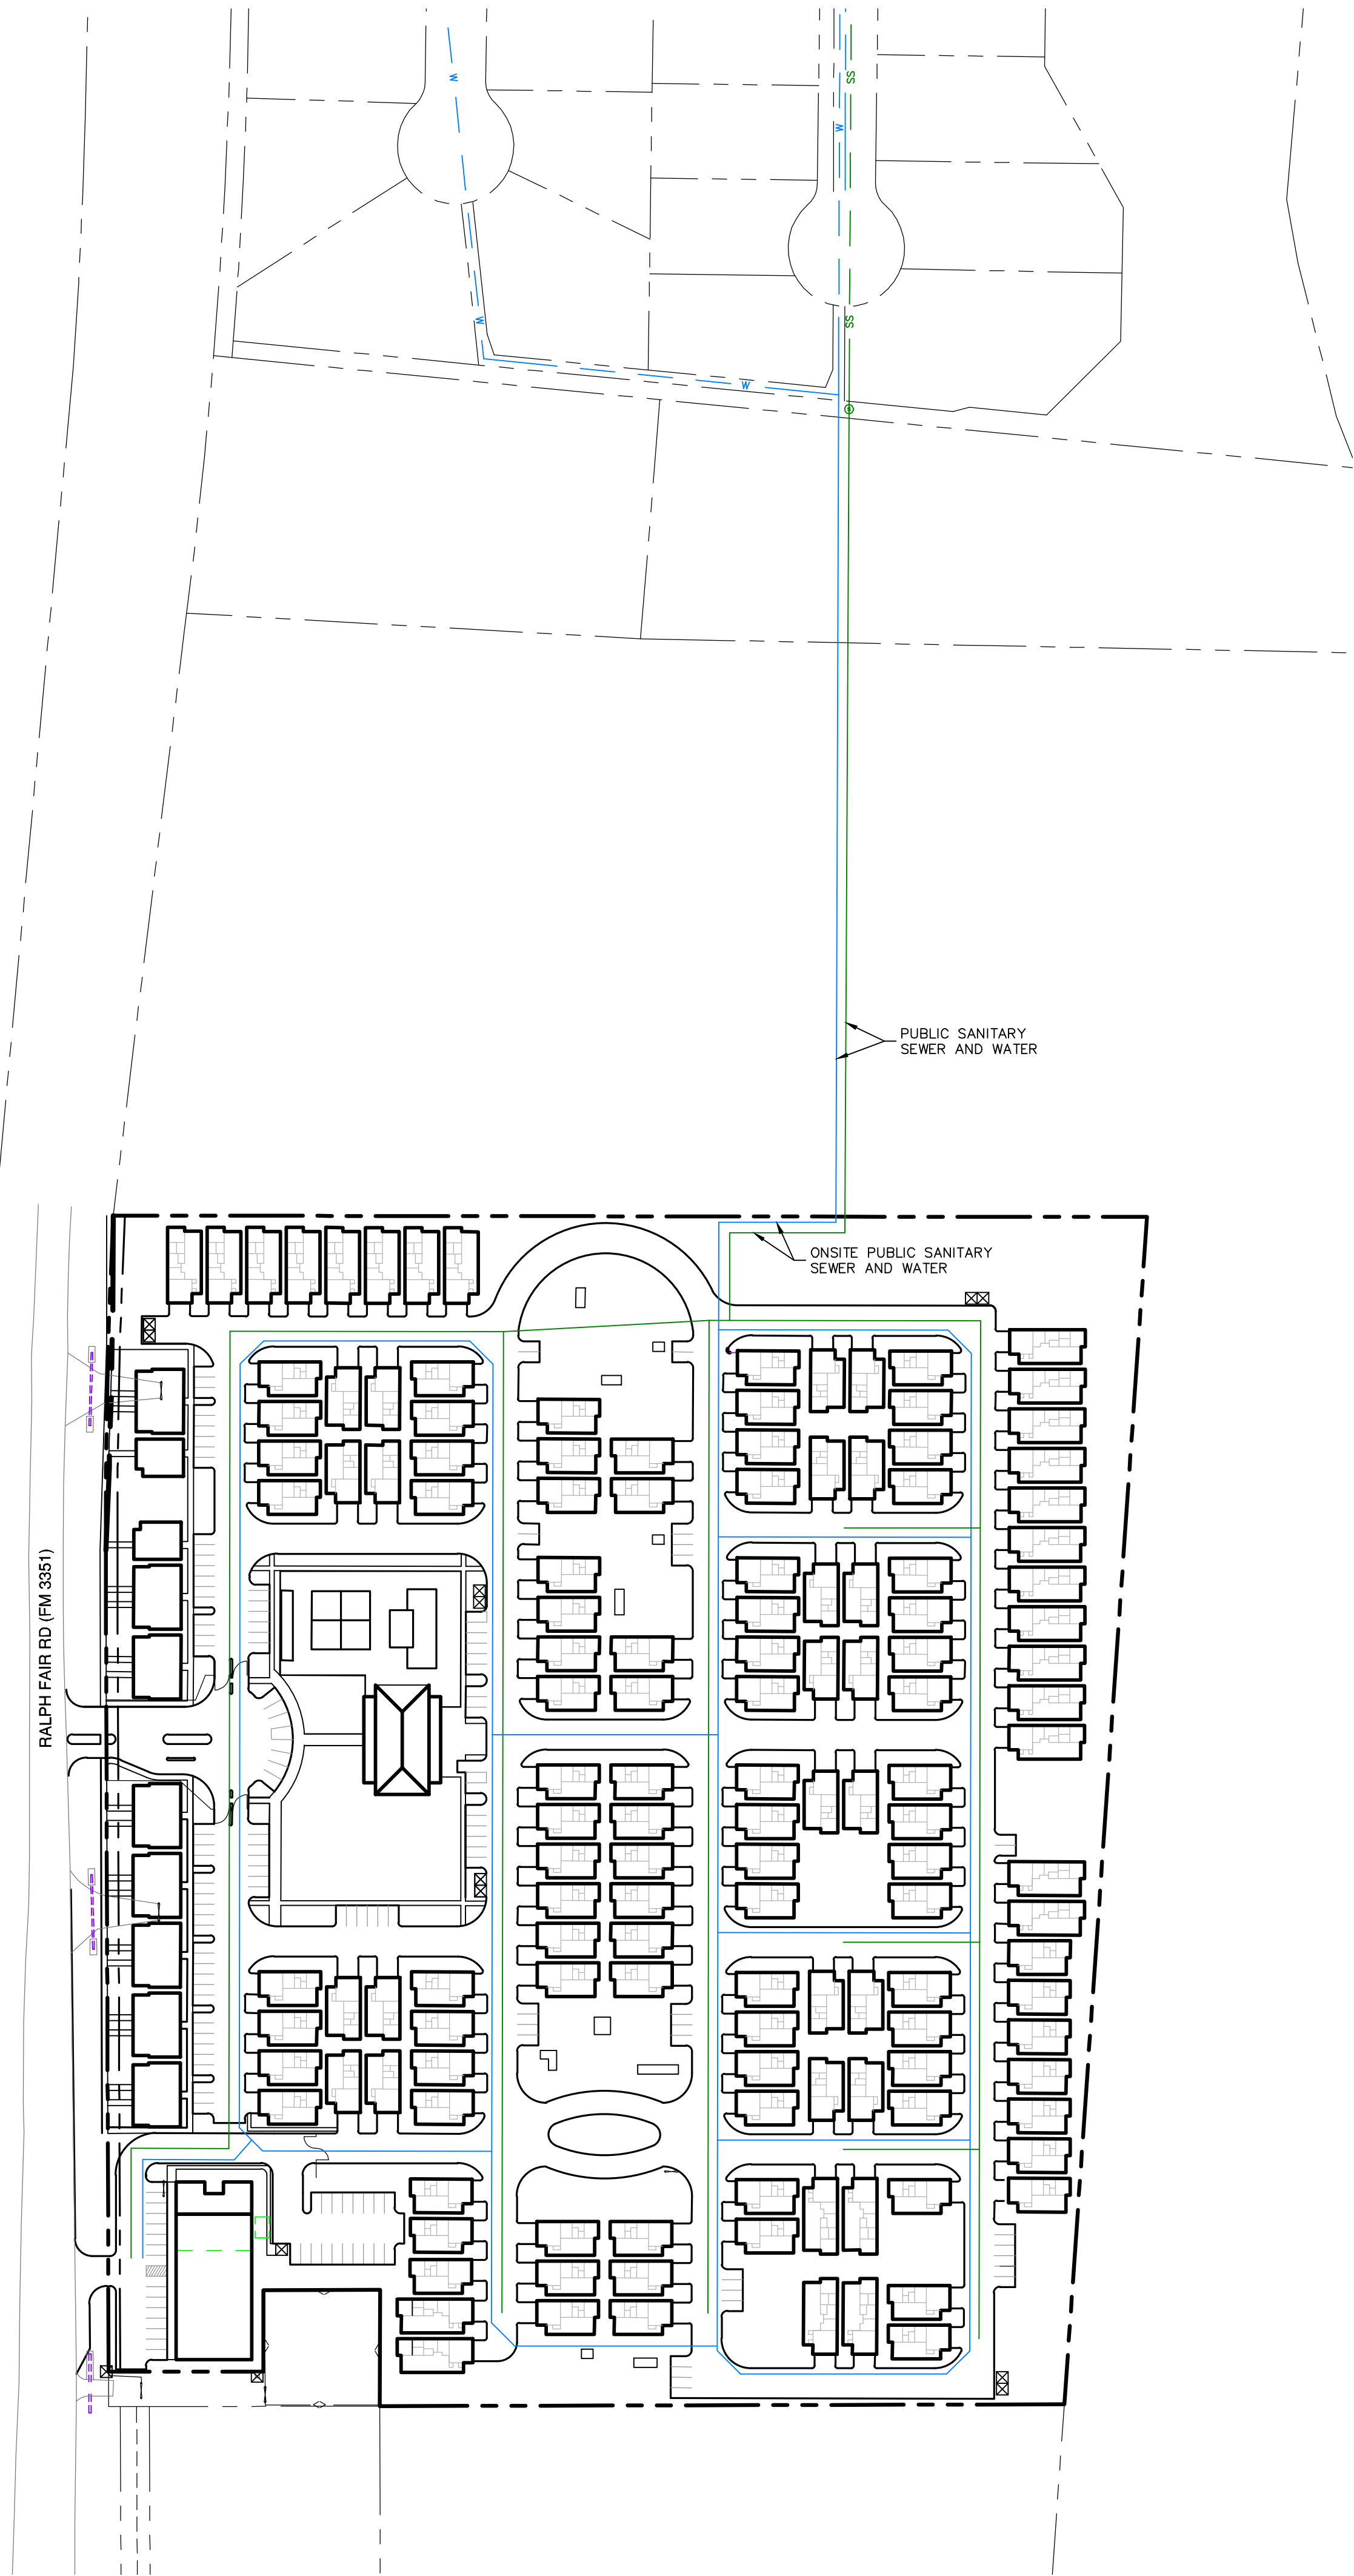 W
SS
W
W
SS
W
PUBLIC SANITARY
SEWER AND WATER
ONSITE PUBLIC SANITARY
SEWER AND WATER
RALPH FAIR RD (FM 3351)